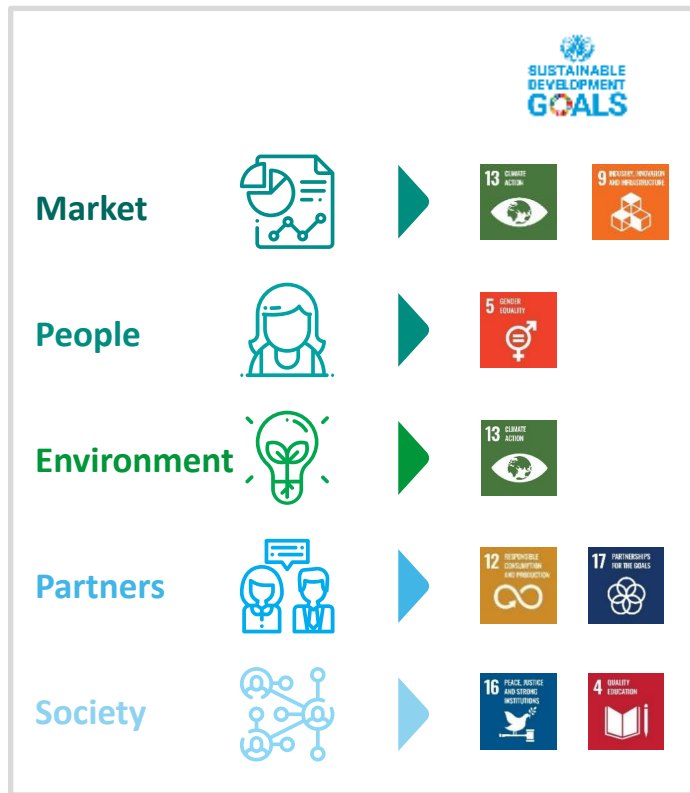 SUSTAINABLE
DEVELOPMENT
GOALS
Market
13 CLIMATE
ACTION
9 INDUSTRY, INNOVATION
AND INFRASTRUCTURE
People
5 GENDER
EQUALITY
Environment
13 CLIMATE
ACTION
Partners
12 RESPONSIBLE
CONSUMPTION
AND PRODUCTION
17 PARTNERSHIPS
FOR THE GOALS
Society
16 PEACE, JUSTICE
AND STRONG
INSTITUTIONS
4 QUALITY
EDUCATION